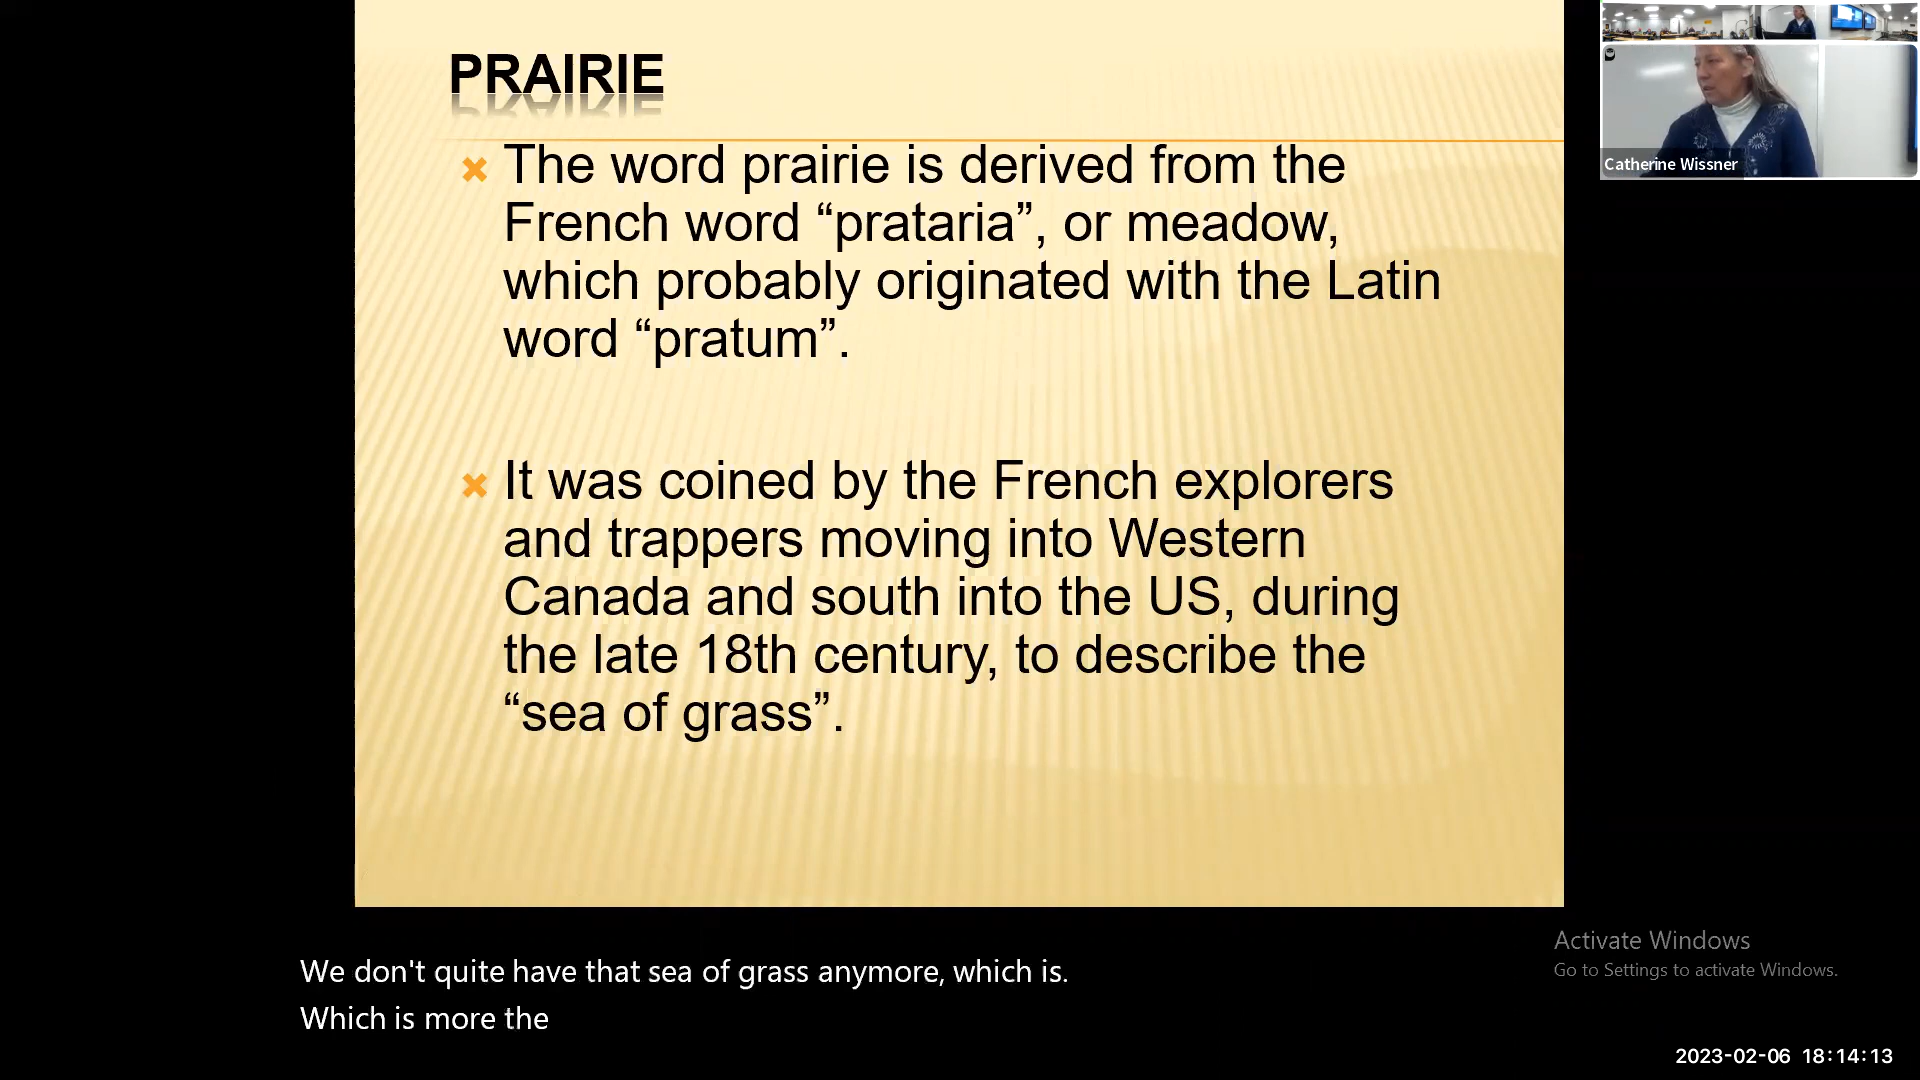 PRAIRIE
The word prairie is derived from the
French word “prataria”, or meadow,
which probably originated with the Latin
word “pratum”.
It was coined by the French explorers
and trappers moving into Western
Canada and south into the US, during
the late 18th century, to describe the
“sea of grass”.
Catherine Wissner
We don't quite have that sea of grass anymore, which is.
Which is more the
Activate Windows
Go to Settings to activate Windows.
2023-02-06 18:14:13